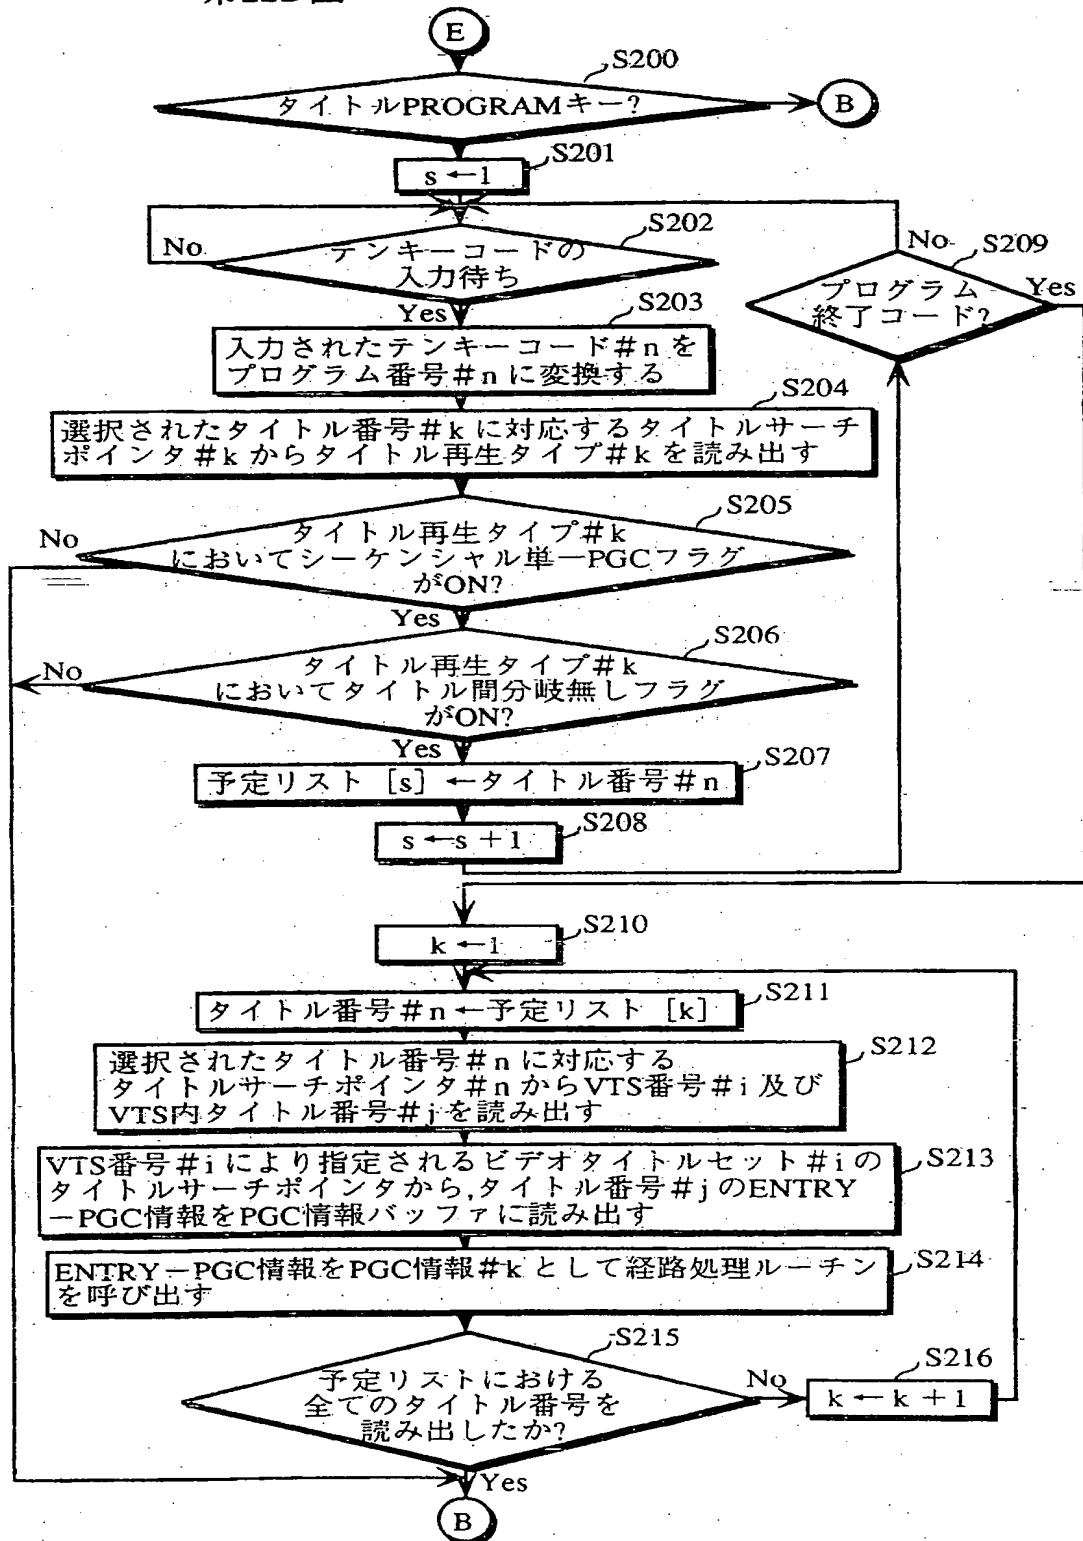 E
S200
タイトルPROGRAMキー?
B
S201
s←1
S202
No
テンキーコードの
入力待ち
No
S209
プログラム
終了コード?
Yes
Yes
S203
入力されたテンキーコード#nを
プログラム番号#nに変換する
S204
選択されたタイトル番号#kに対応するタイトルサーチ
ポインタ#kからタイトル再生タイプ#kを読み出す
S205
No
タイトル再生タイプ#k
においてシーケンシャル単一PGCフラグ
がON?
Yes
S206
No
タイトル再生タイプ#k
においてタイトル間分岐無しフラグ
がON?
Yes
S207
予定リスト [s]←タイトル番号#n
S208
s←s+1
S210
k←1
S211
タイトル番号#n←予定リスト [k]
S212
選択されたタイトル番号#nに対応する
タイトルサーチポインタ#nからVTS番号#i及び
VTS内タイトル番号#jを読み出す
S213
VTS番号#iにより指定されるビデオタイトルセット#iの
タイトルサーチポインタから,タイトル番号#jのENTRY
-PGC情報をPGC情報バッファに読み出す
S214
ENTRY-PGC情報をPGC情報#kとして経路処理ルーチン
を呼び出す
S215
予定リストにおける
全てのタイトル番号を
読み出したか?
No
S216
k←k+1
Yes
B